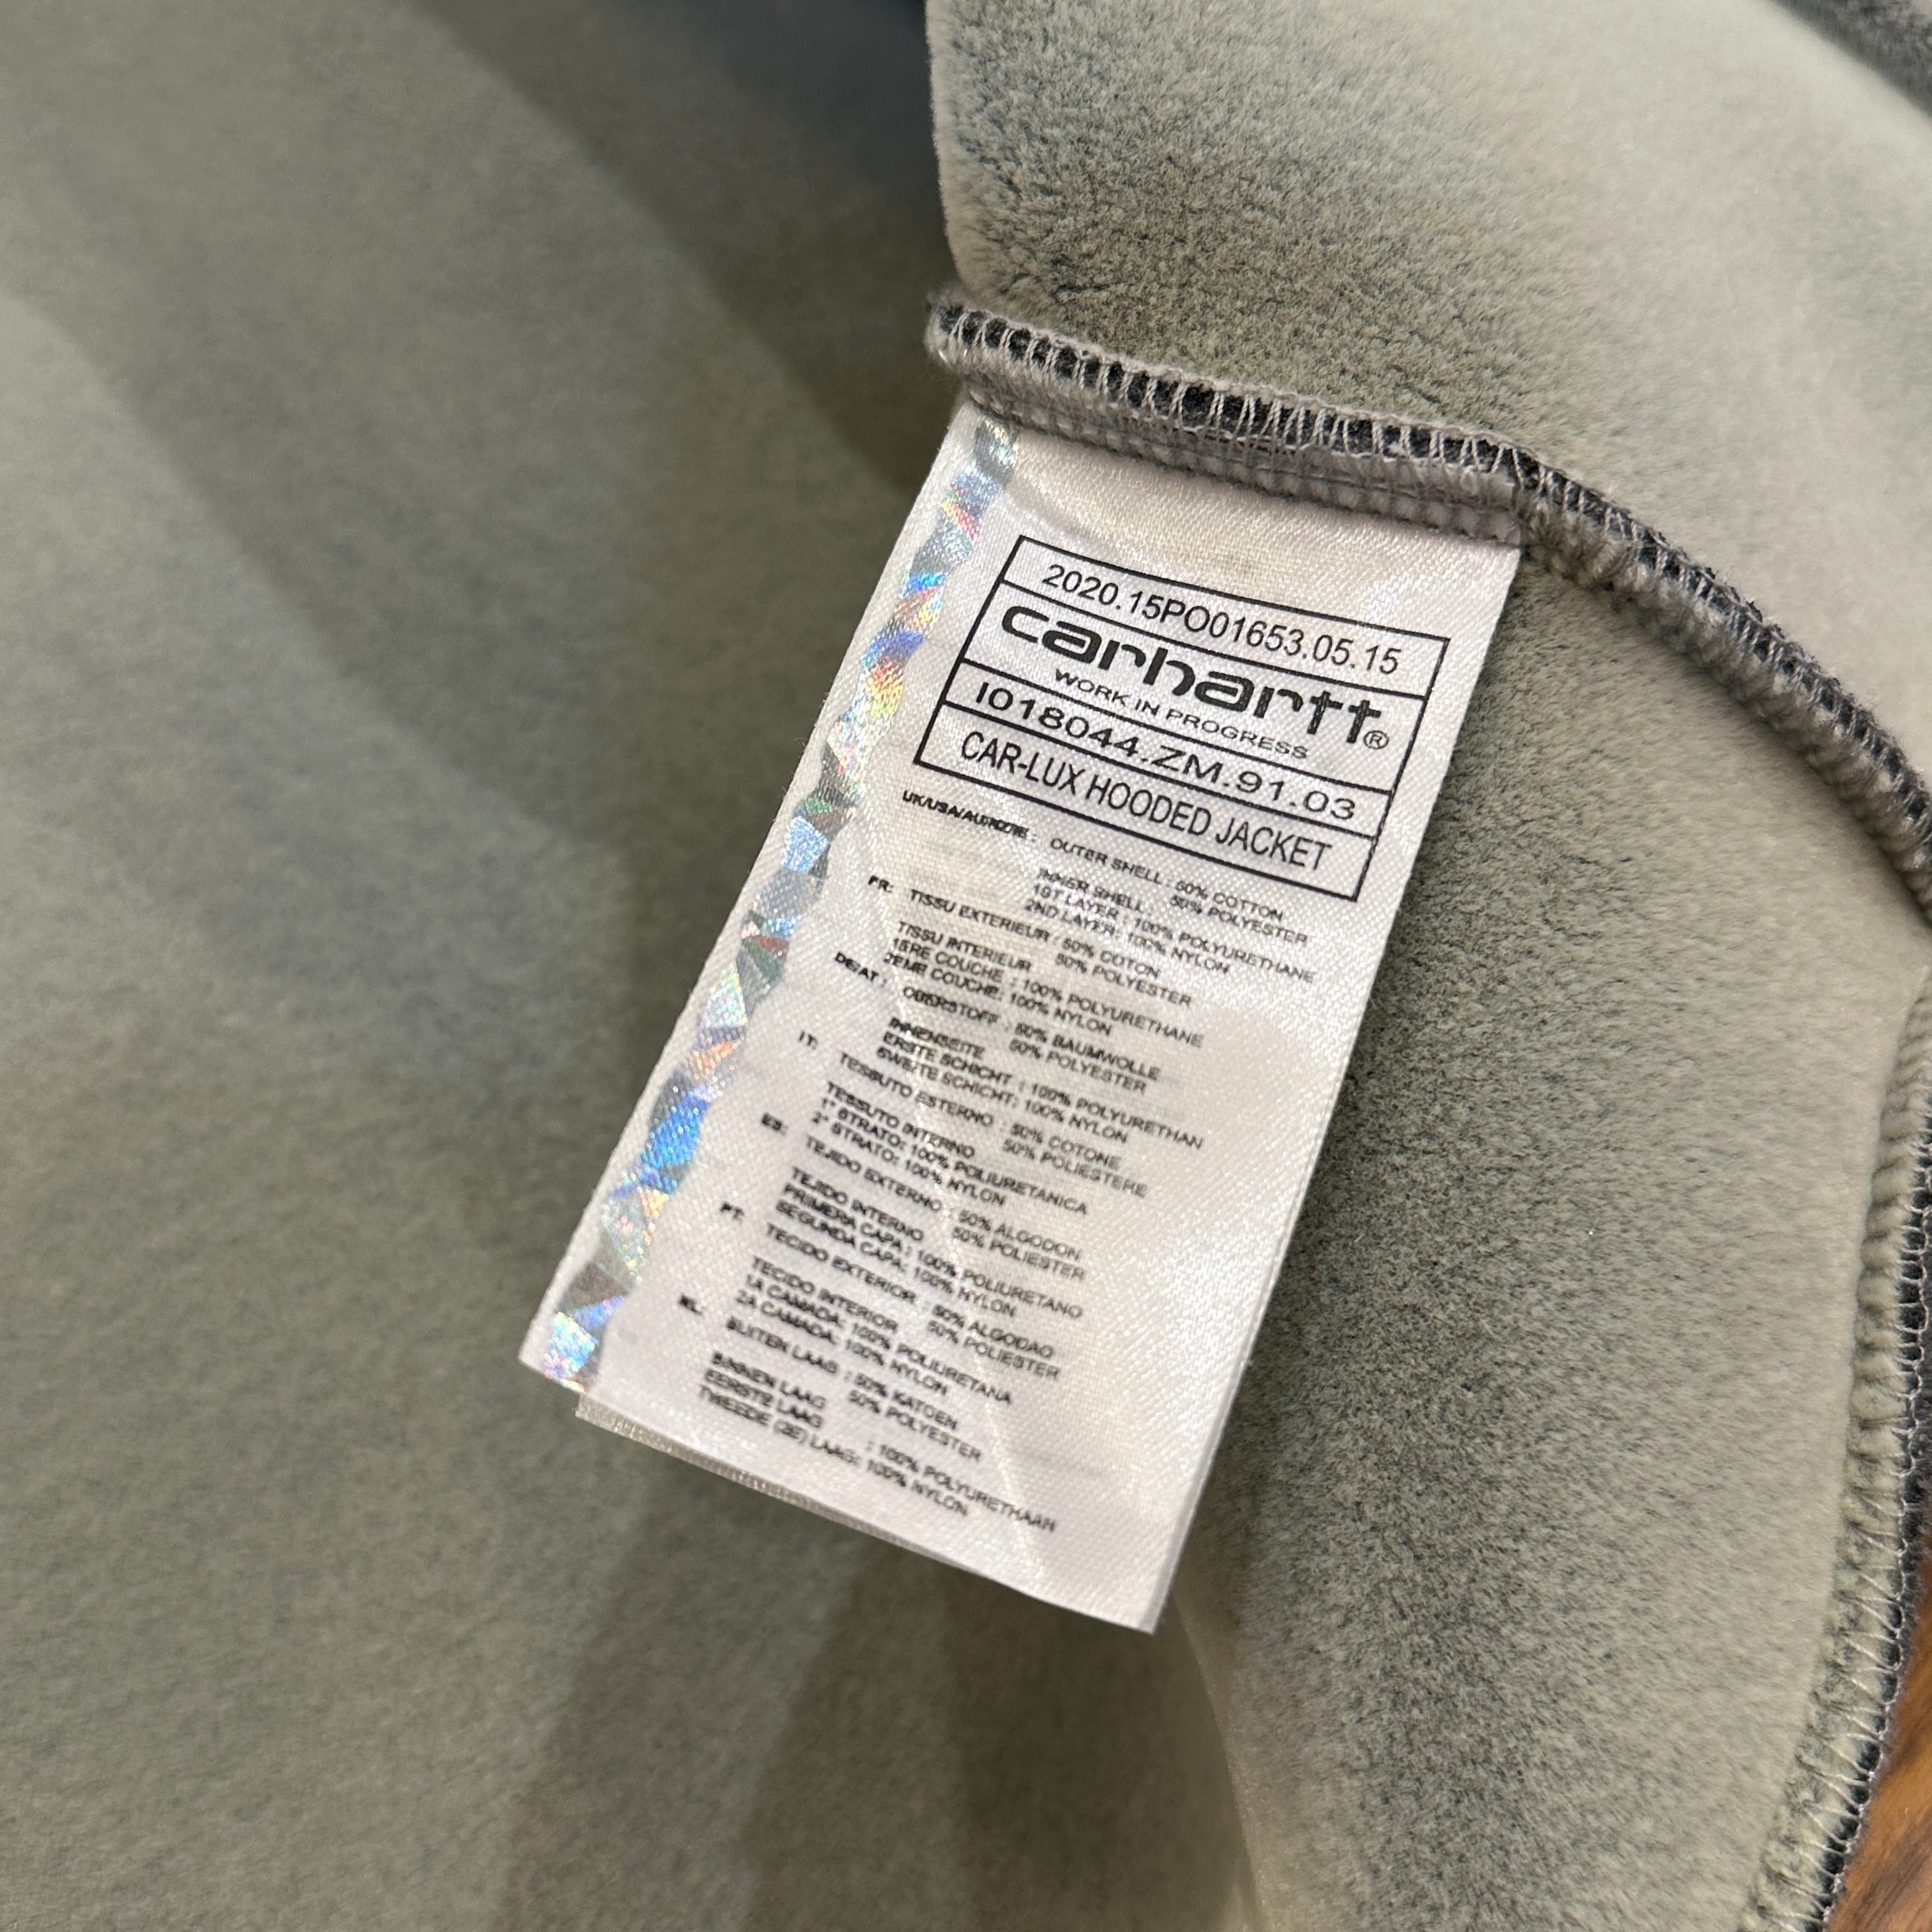 2020.15PO01653.05.15
carhartt®
WORK IN PROGRESS
I018044.ZM.91.03
CAR-LUX HOODED JACKET
OUTER SHELL : 50% COTTON
50% POLYESTER
INNER SHELL
1ST LAYER : 100% POLYURETHANE
2ND LAYER: 100% NYLON
FR: TISSU EXTERIEUR : 50% COTON
50% POLYESTER
TISSU INTERIEUR
1ERE COUCHE : 100% POLYURETHANE
2EME COUCHE: 100% NYLON
DE/AT : OBERSTOFF : 50% BAUMWOLLE
50% POLYESTER
INNENSEITE
ERSTE SCHICHT : 100% POLYURETHAN
SWEITE SCHICHT: 100% NYLON
IT: TESSUTO ESTERNO : 50% COTONE
50% POLIESTERE
TESSUTO INTERNO
1° STRATO: 100% POLIURETANICA
2° STRATO: 100% NYLON
ES: TEJIDO EXTERNO : 50% ALGODON
50% POLIESTER
TEJIDO INTERNO
PRIMERA CAPA : 100% POLIURETANO
SEGUNDA CAPA: 100% NYLON
PT: TECIDO EXTERIOR : 50% ALGODAO
50% POLIESTER
TECIDO INTERIOR
1A CAMADA: 100% POLIURETANA
2A CAMADA: 100% NYLON
NL: BUITEN LAAG : 50% KATOEN
50% POLYESTER
BINNEN LAAG
EERSTE LAAG : 100% POLYURETHAAN
TWEEDE (2E) LAAG: 100% NYLON